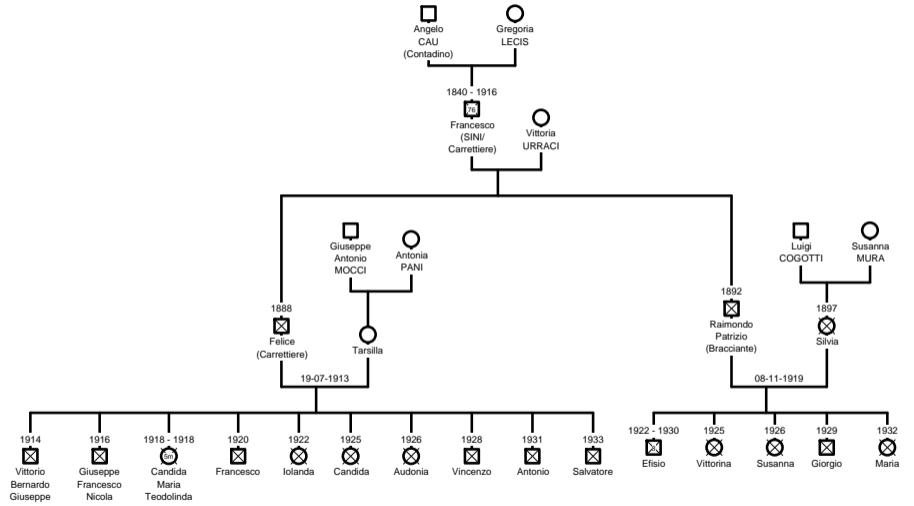 Angelo
CAU
(Contadino)
Gregoria
LECIS
1840 - 1916
76
Francesco
(SINI/
Carrettiere)
Vittoria
URRACI
Giuseppe
Antonio
MOCCI
Antonia
PANI
Luigi
COGOTTI
Susanna
MURA
1888
Felice
(Carrettiere)
Tarsilla
1892
Raimondo
Patrizio
(Bracciante)
1897
Silvia
19-07-1913
08-11-1919
1914
Vittorio
Bernardo
Giuseppe
1916
Giuseppe
Francesco
Nicola
1918 - 1918
5m
Candida
Maria
Teodolinda
1920
Francesco
1922
Iolanda
1925
Candida
1926
Audonia
1928
Vincenzo
1931
Antonio
1933
Salvatore
1922 - 1930
Efisio
1925
Vittorina
1926
Susanna
1929
Giorgio
1932
Maria